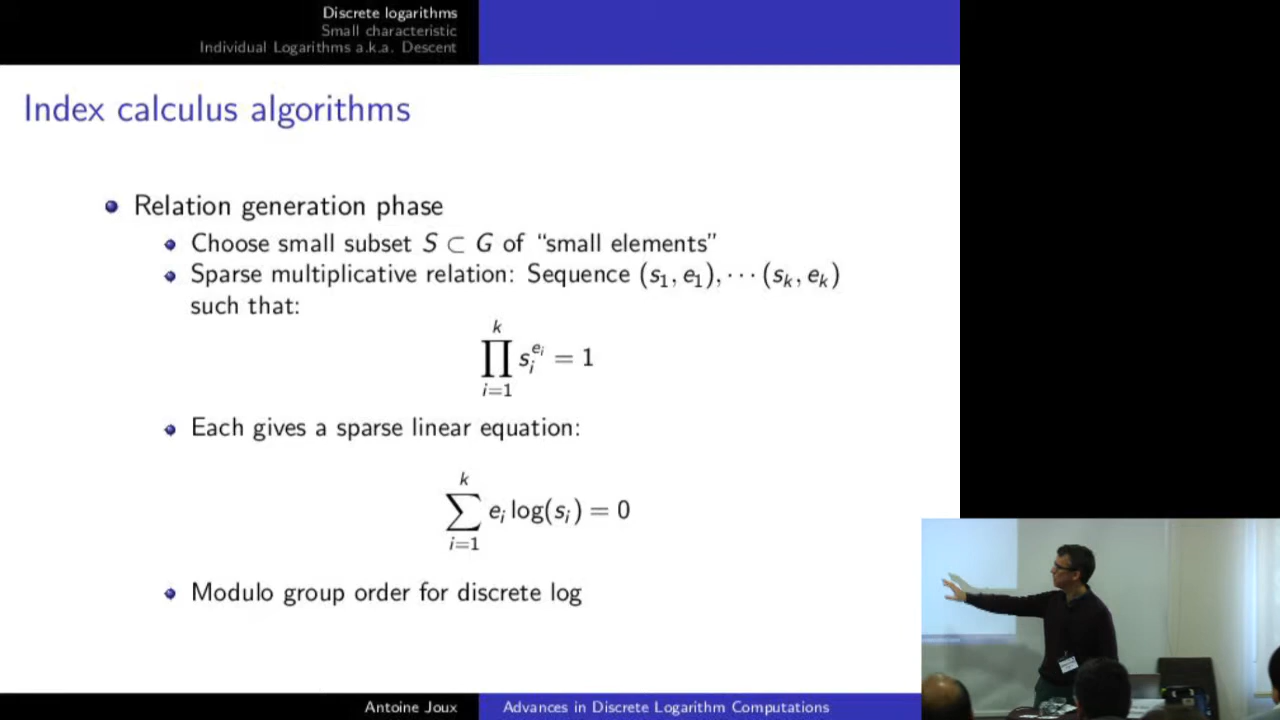 Discrete logarithms
Small characteristic
Individual Logarithms a.k.a. Descent
Index calculus algorithms
Relation generation phase
Choose small subset S ⊂ G of “small elements”
Sparse multiplicative relation: Sequence (s₁, e₁), ⋯ (sₖ, eₖ)
such that:
∏_{i=1}^{k} s_i^{e_i} = 1
Each gives a sparse linear equation:
∑_{i=1}^{k} e_i log(s_i) = 0
Modulo group order for discrete log
Antoine Joux
Advances in Discrete Logarithm Computations